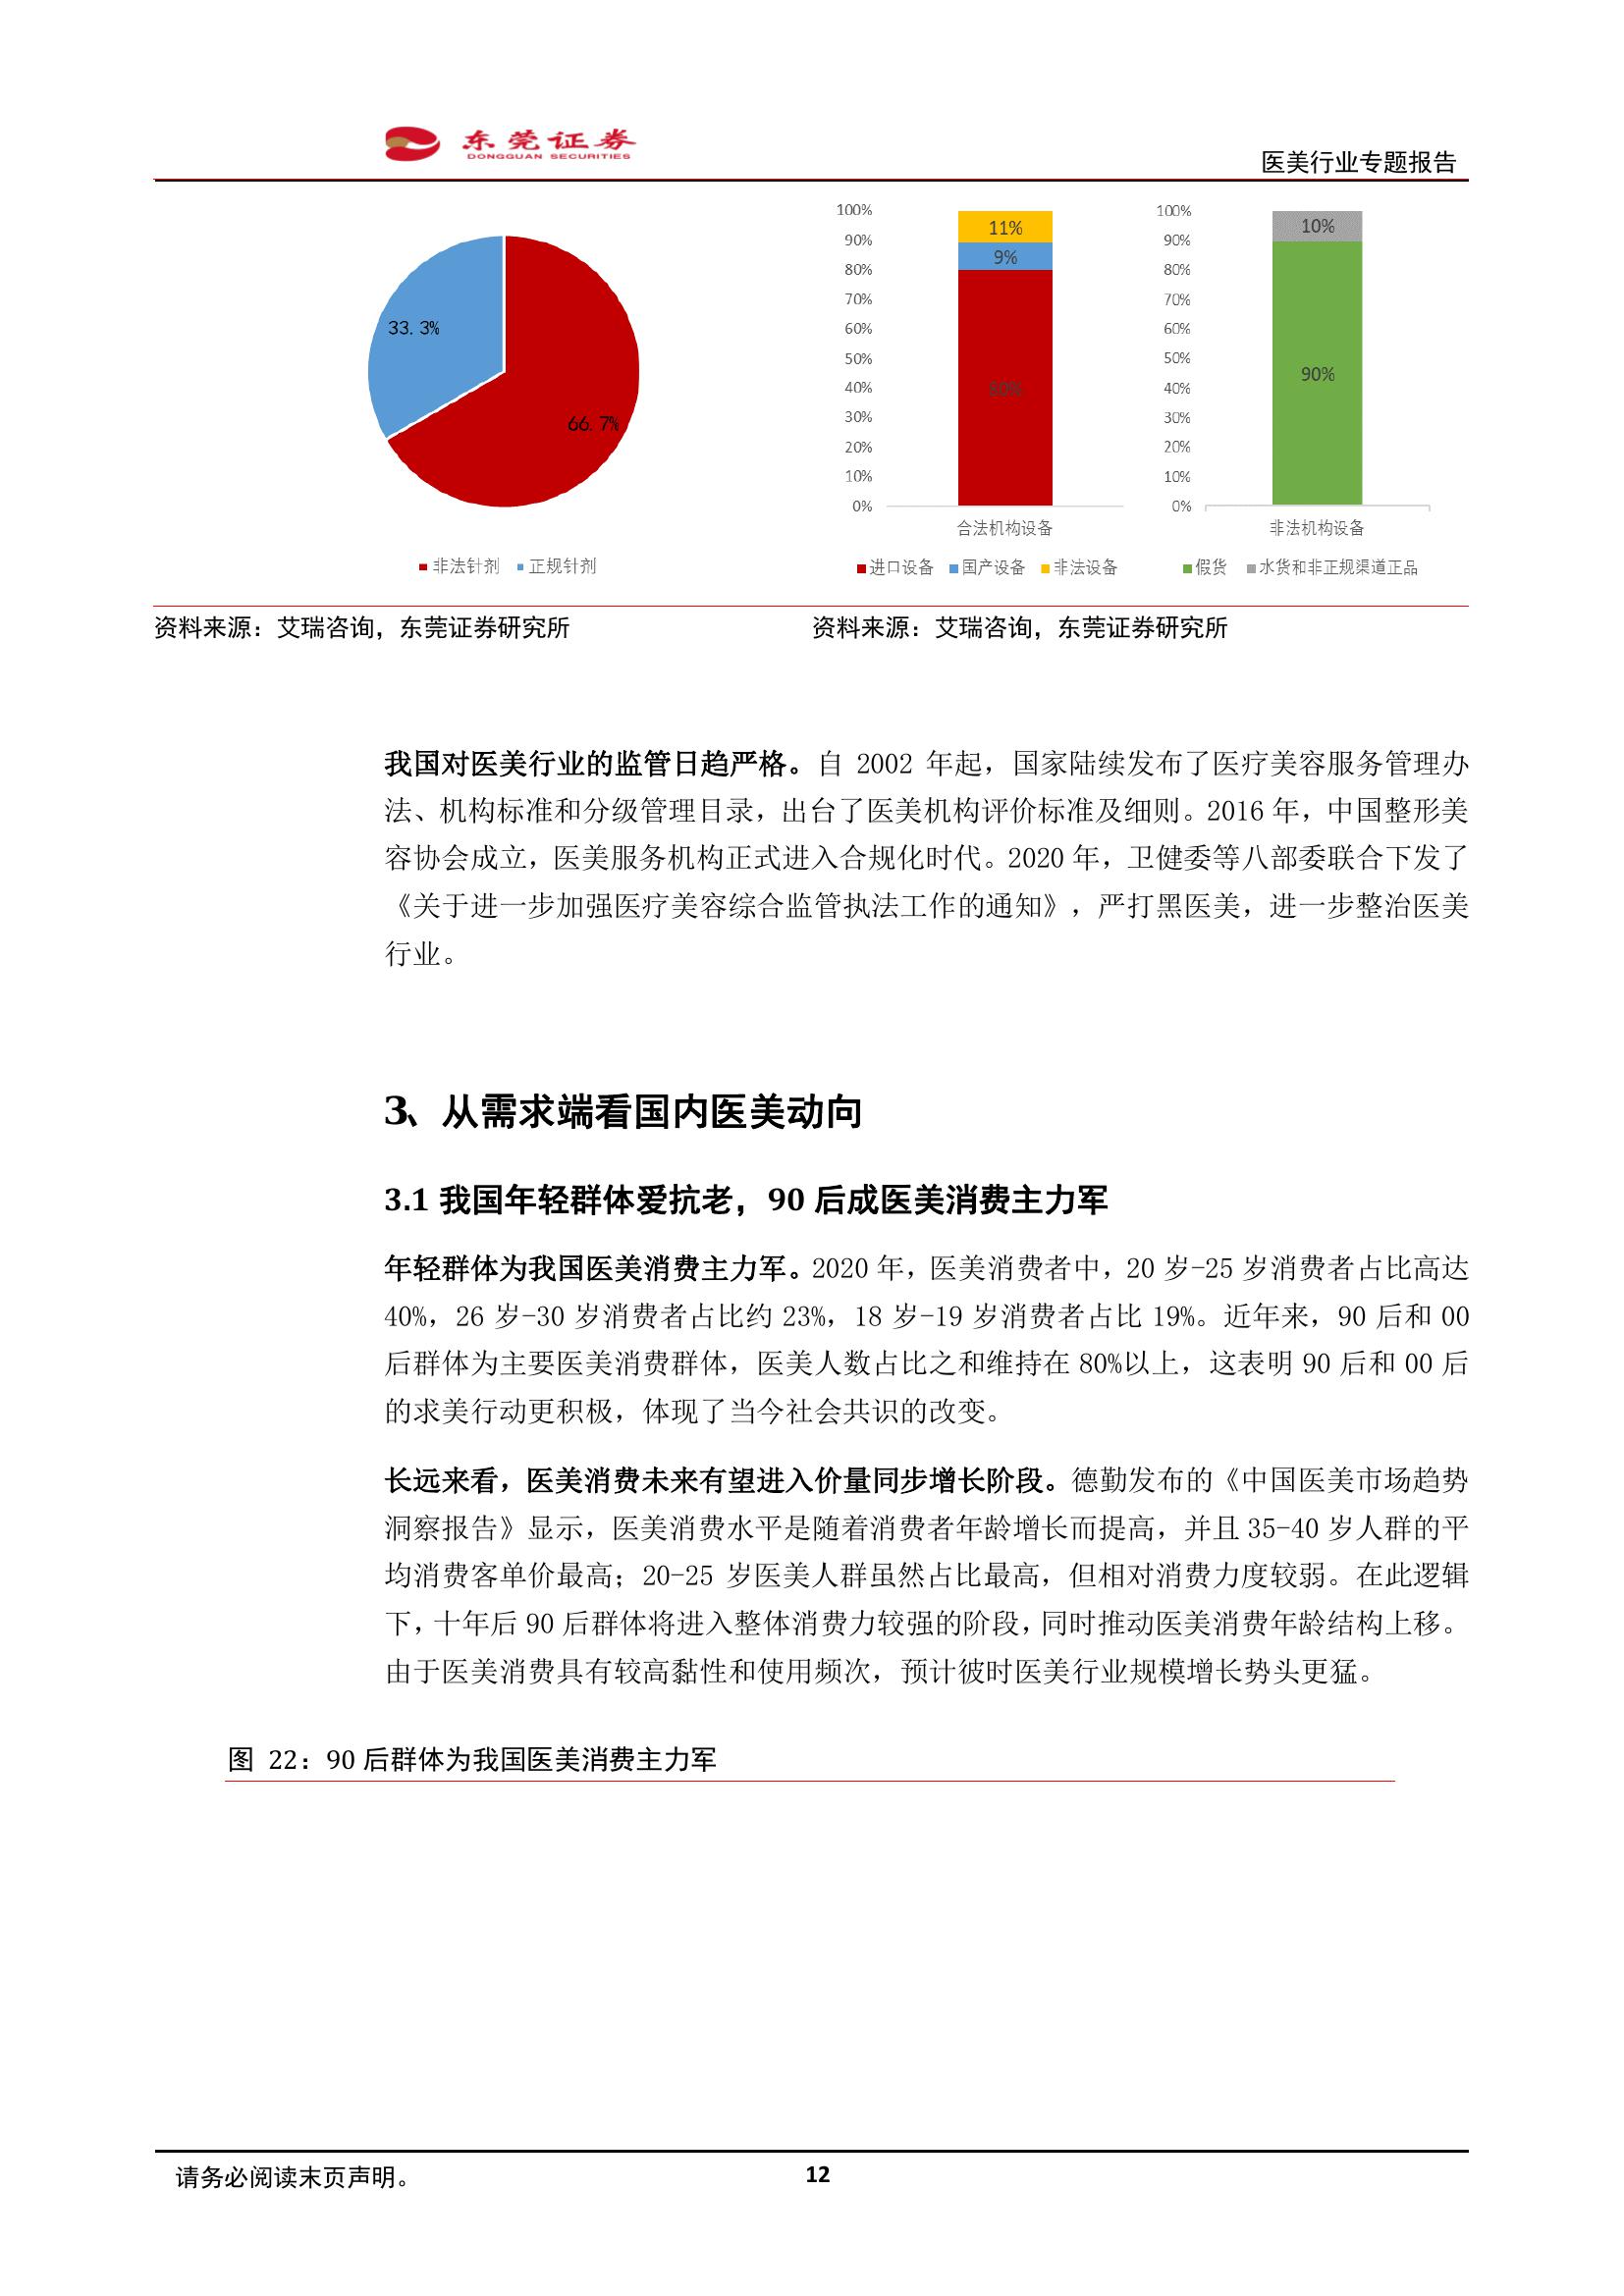 东莞证券
DONGGUAN SECURITIES
医美行业专题报告
33.3%
66.7%
非法针剂 正规针剂
100%
90%
80%
70%
60%
50%
40%
30%
20%
10%
0%
11%
9%
80%
合法机构设备
进口设备 国产设备 非法设备
100%
90%
80%
70%
60%
50%
40%
30%
20%
10%
0%
10%
90%
非法机构设备
假货 水货和非正规渠道正品
资料来源：艾瑞咨询，东莞证券研究所
资料来源：艾瑞咨询，东莞证券研究所
我国对医美行业的监管日趋严格。自 2002 年起，国家陆续发布了医疗美容服务管理办
法、机构标准和分级管理目录，出台了医美机构评价标准及细则。2016 年，中国整形美
容协会成立，医美服务机构正式进入合规化时代。2020 年，卫健委等八部委联合下发了
《关于进一步加强医疗美容综合监管执法工作的通知》，严打黑医美，进一步整治医美
行业。
3、从需求端看国内医美动向
3.1 我国年轻群体爱抗老，90 后成医美消费主力军
年轻群体为我国医美消费主力军。2020 年，医美消费者中，20 岁-25 岁消费者占比高达
40%，26 岁-30 岁消费者占比约 23%，18 岁-19 岁消费者占比 19%。近年来，90 后和 00
后群体为主要医美消费群体，医美人数占比之和维持在 80%以上，这表明 90 后和 00 后
的求美行动更积极，体现了当今社会共识的改变。
长远来看，医美消费未来有望进入价量同步增长阶段。德勤发布的《中国医美市场趋势
洞察报告》显示，医美消费水平是随着消费者年龄增长而提高，并且 35-40 岁人群的平
均消费客单价最高；20-25 岁医美人群虽然占比最高，但相对消费力度较弱。在此逻辑
下，十年后 90 后群体将进入整体消费力较强的阶段，同时推动医美消费年龄结构上移。
由于医美消费具有较高黏性和使用频次，预计彼时医美行业规模增长势头更猛。
图 22：90 后群体为我国医美消费主力军
请务必阅读末页声明。
12